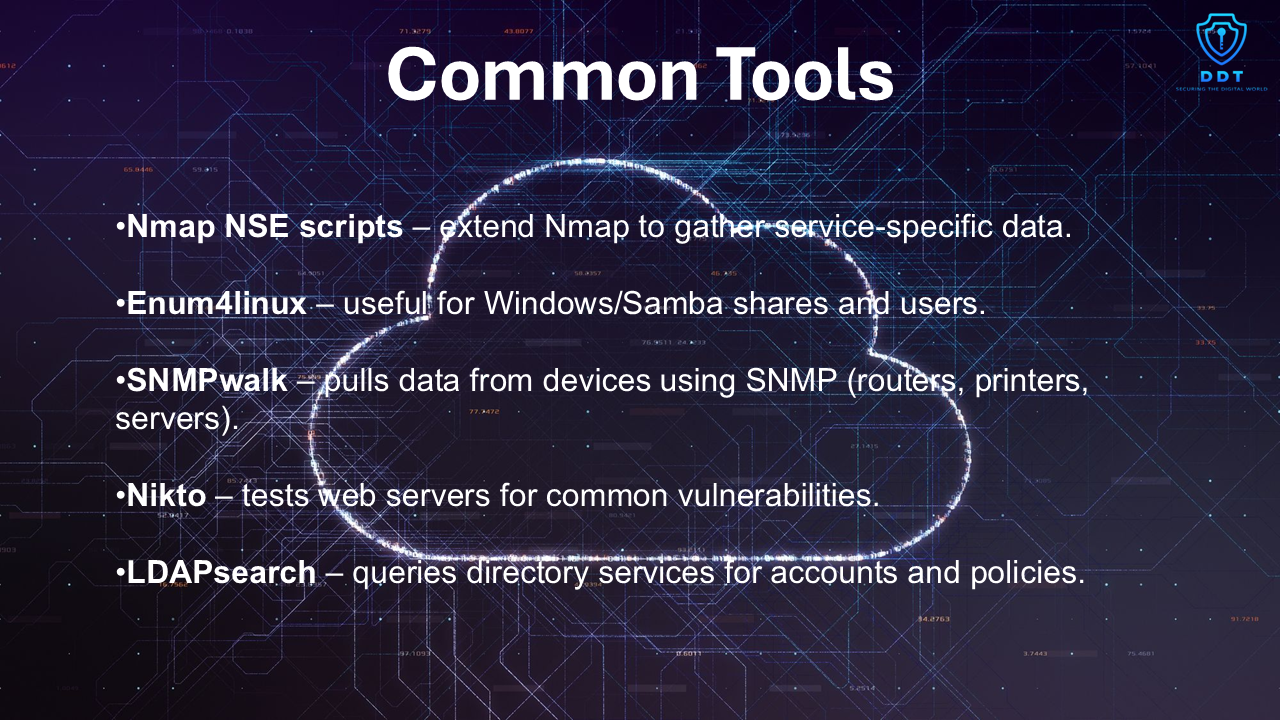 Common Tools
DDT
SECURING THE DIGITAL WORLD
•Nmap NSE scripts – extend Nmap to gather service-specific data.
•Enum4linux – useful for Windows/Samba shares and users.
•SNMPwalk – pulls data from devices using SNMP (routers, printers,
servers).
•Nikto – tests web servers for common vulnerabilities.
•LDAPsearch – queries directory services for accounts and policies.